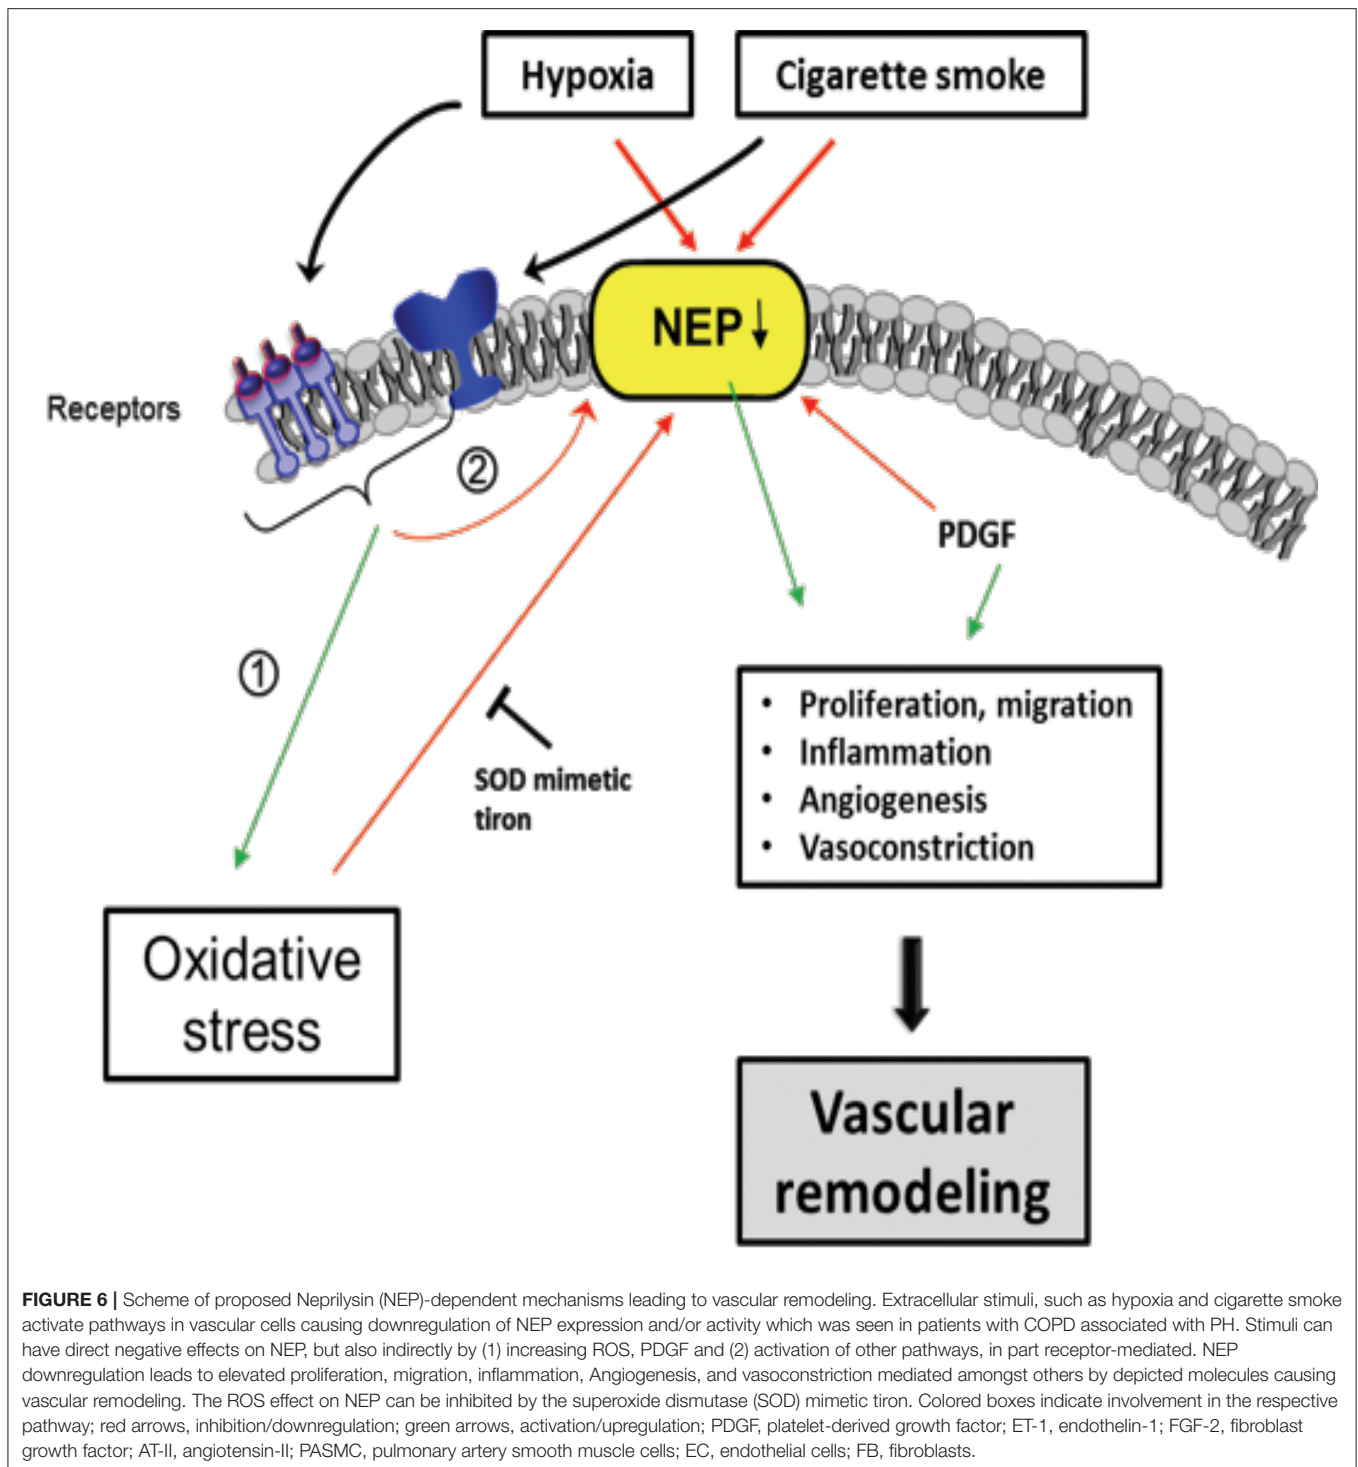 Hypoxia
Cigarette smoke
NEP↓
Receptors
②
PDGF
①
• Proliferation, migration
• Inflammation
• Angiogenesis
• Vasoconstriction
SOD mimetic
tiron
Oxidative
stress
Vascular
remodeling
FIGURE 6 | Scheme of proposed Neprilysin (NEP)-dependent mechanisms leading to vascular remodeling. Extracellular stimuli, such as hypoxia and cigarette smoke
activate pathways in vascular cells causing downregulation of NEP expression and/or activity which was seen in patients with COPD associated with PH. Stimuli can
have direct negative effects on NEP, but also indirectly by (1) increasing ROS, PDGF and (2) activation of other pathways, in part receptor-mediated. NEP
downregulation leads to elevated proliferation, migration, inflammation, Angiogenesis, and vasoconstriction mediated amongst others by depicted molecules causing
vascular remodeling. The ROS effect on NEP can be inhibited by the superoxide dismutase (SOD) mimetic tiron. Colored boxes indicate involvement in the respective
pathway; red arrows, inhibition/downregulation; green arrows, activation/upregulation; PDGF, platelet-derived growth factor; ET-1, endothelin-1; FGF-2, fibroblast
growth factor; AT-II, angiotensin-II; PASMC, pulmonary artery smooth muscle cells; EC, endothelial cells; FB, fibroblasts.